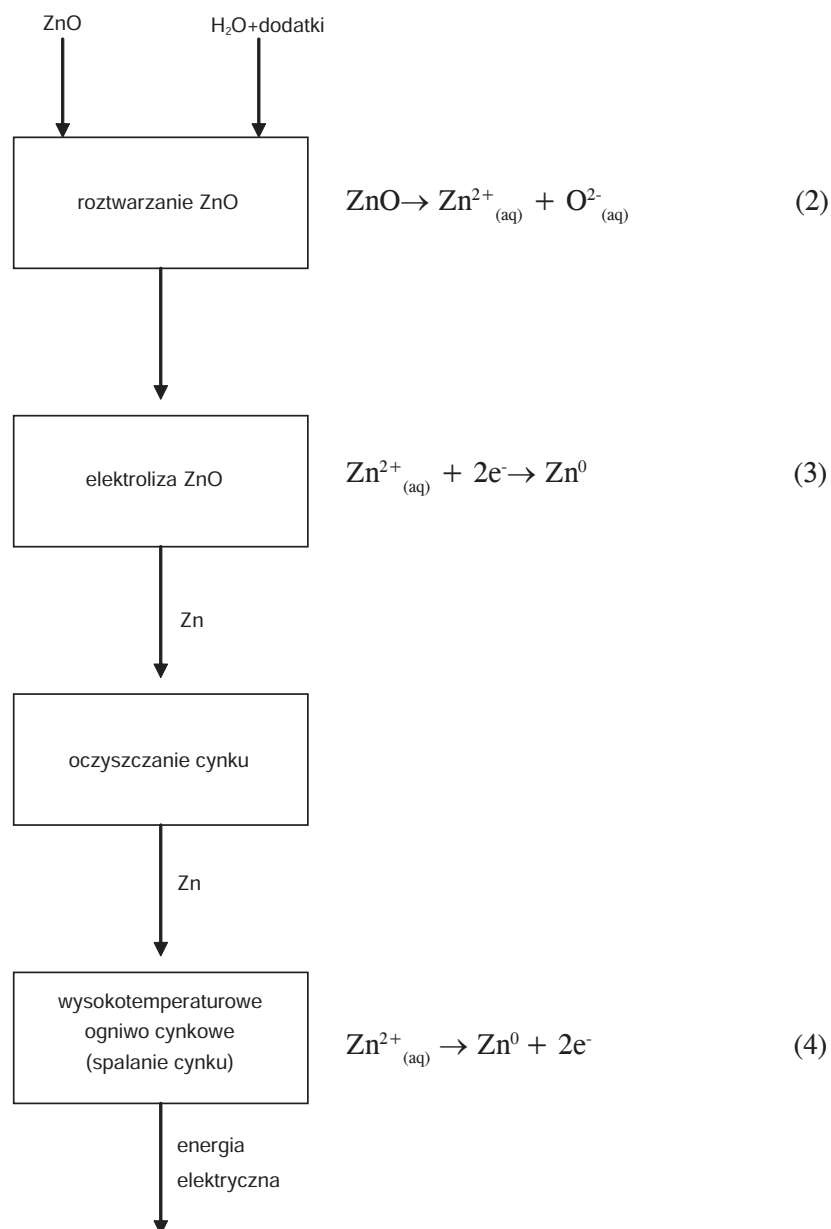 ZnO
H₂O+dodatki
roztwarzanie ZnO
ZnO→ Zn²⁺(aq) + O²⁻(aq) (2)
elektroliza ZnO
Zn²⁺(aq) + 2e⁻→ Zn⁰ (3)
Zn
oczyszczanie cynku
Zn
wysokotemperaturowe
ogniwo cynkowe
(spalanie cynku)
Zn²⁺(aq) → Zn⁰ + 2e⁻ (4)
energia
elektryczna